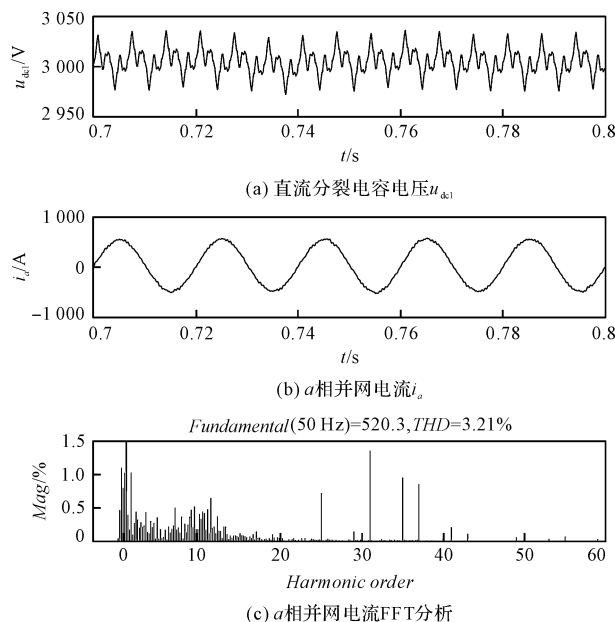 3 050
3 000
2 950
u_dc1/V
0.7 0.72 0.74 0.76 0.78 0.8
t/s
(a) 直流分裂电容电压u_dc1
1 000
0
−1 000
i_a/A
0.7 0.72 0.74 0.76 0.78 0.8
t/s
(b) a相并网电流i_a
Fundamental(50 Hz)=520.3,THD=3.21%
1.5
1.0
0.5
0
Mag/%
0 10 20 30 40 50 60
Harmonic order
(c) a相并网电流FFT分析